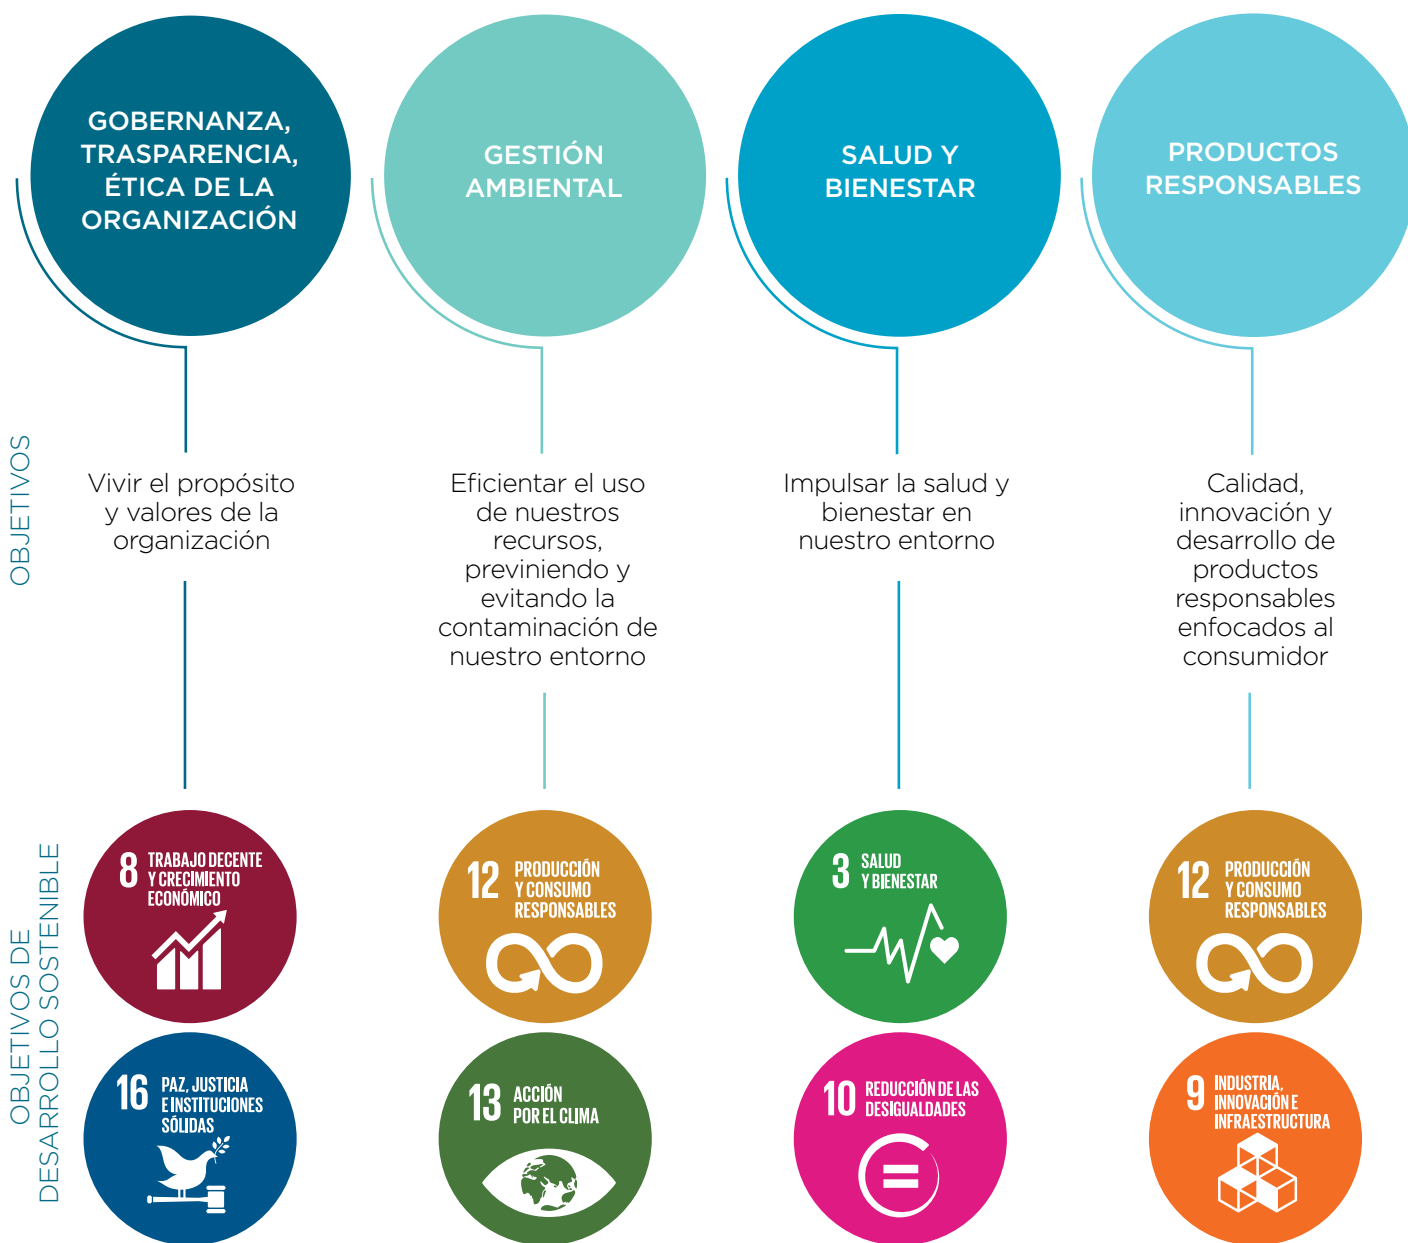 GOBERNANZA,
TRASPARENCIA,
ÉTICA DE LA
ORGANIZACIÓN
GESTIÓN
AMBIENTAL
SALUD Y
BIENESTAR
PRODUCTOS
RESPONSABLES
OBJETIVOS
Vivir el propósito
y valores de la
organización
Eficientar el uso
de nuestros
recursos,
previniendo y
evitando la
contaminación de
nuestro entorno
Impulsar la salud y
bienestar en
nuestro entorno
Calidad,
innovación y
desarrollo de
productos
responsables
enfocados al
consumidor
OBJETIVOS DE
DESARROLLO SOSTENIBLE
8 TRABAJO DECENTE
Y CRECIMIENTO
ECONÓMICO
12 PRODUCCIÓN
Y CONSUMO
RESPONSABLES
3 SALUD
Y BIENESTAR
12 PRODUCCIÓN
Y CONSUMO
RESPONSABLES
16 PAZ, JUSTICIA
E INSTITUCIONES
SÓLIDAS
13 ACCIÓN
POR EL CLIMA
10 REDUCCIÓN DE LAS
DESIGUALDADES
9 INDUSTRIA,
INNOVACIÓN E
INFRAESTRUCTURA